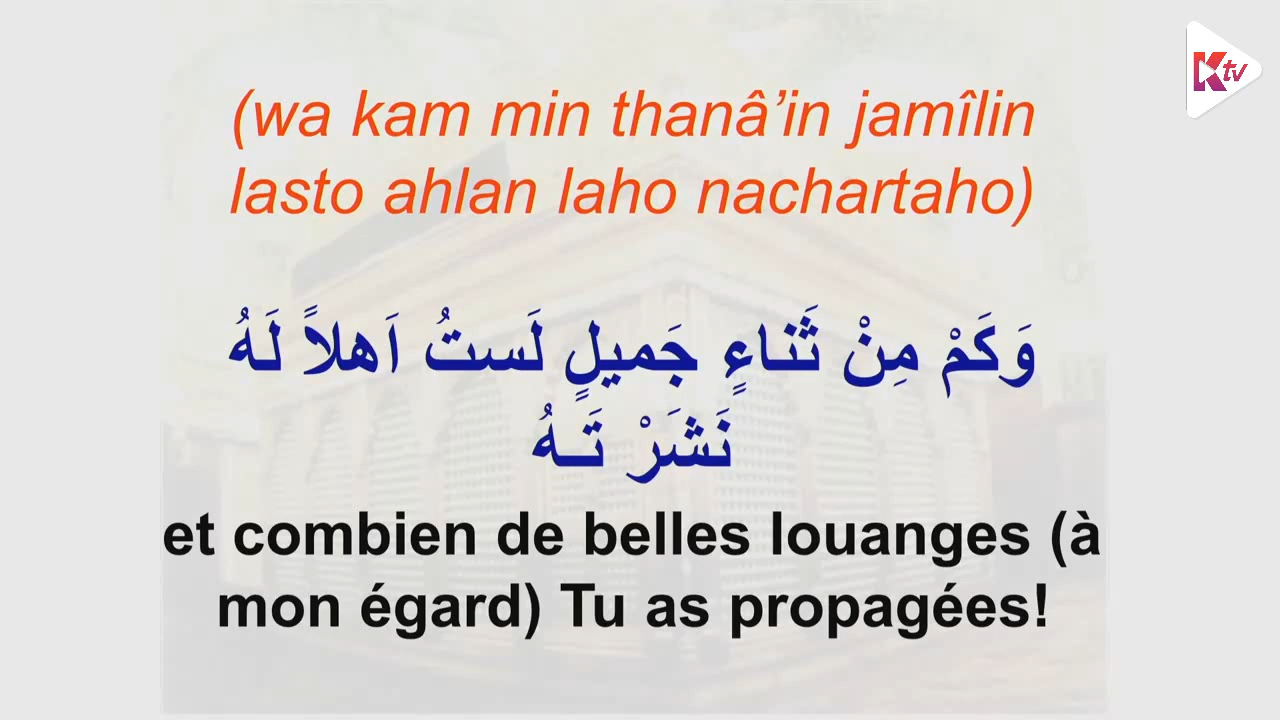 (wa kam min thanâ’in jamîlin
lasto ahlan laho nachartaho)
وَكَمْ مِنْ ثَناءٍ جَميلٍ لَستُ اَهلاً لَهُ
نَشَرْ تَـهُ
et combien de belles louanges (à
mon égard) Tu as propagées!
Ktv